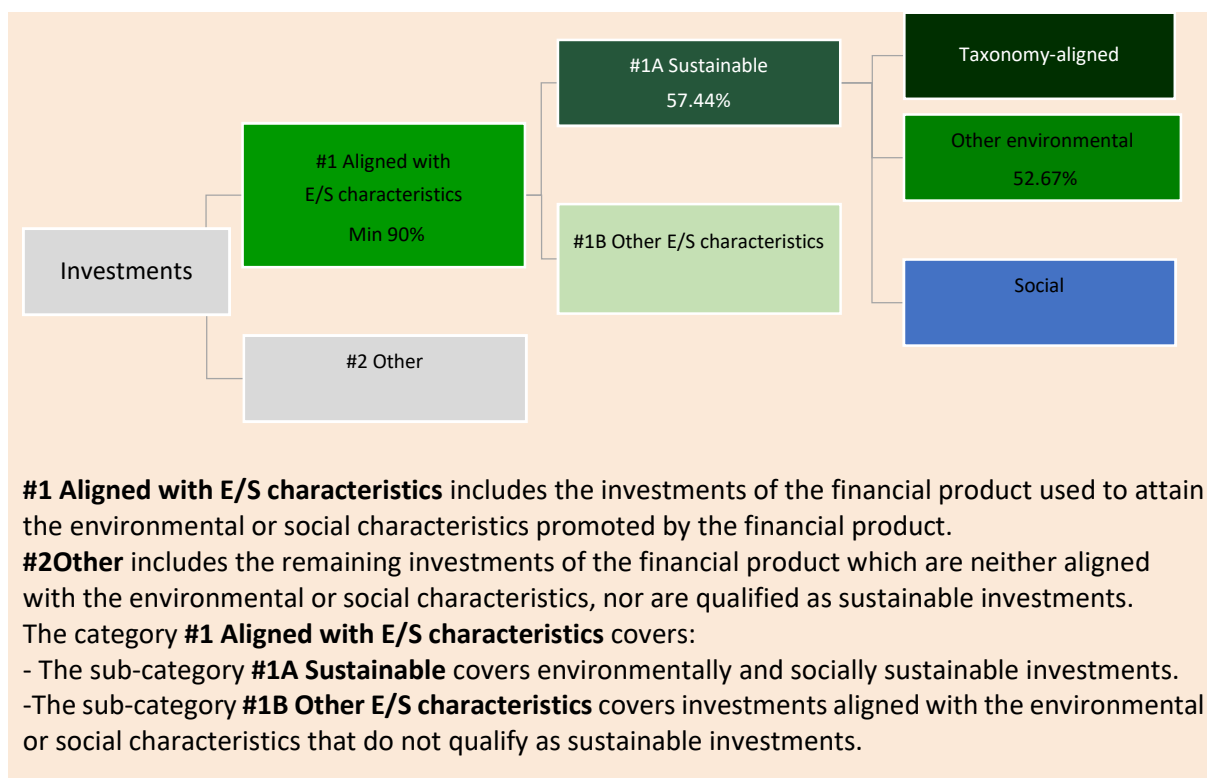 #1A Sustainable
57.44%
Taxonomy-aligned
Other environmental
52.67%
#1 Aligned with
E/S characteristics
Min 90%
#1B Other E/S characteristics
Investments
Social
#2 Other
#1 Aligned with E/S characteristics includes the investments of the financial product used to attain
the environmental or social characteristics promoted by the financial product.
#2Other includes the remaining investments of the financial product which are neither aligned
with the environmental or social characteristics, nor are qualified as sustainable investments.
The category #1 Aligned with E/S characteristics covers:
- The sub-category #1A Sustainable covers environmentally and socially sustainable investments.
-The sub-category #1B Other E/S characteristics covers investments aligned with the environmental
or social characteristics that do not qualify as sustainable investments.